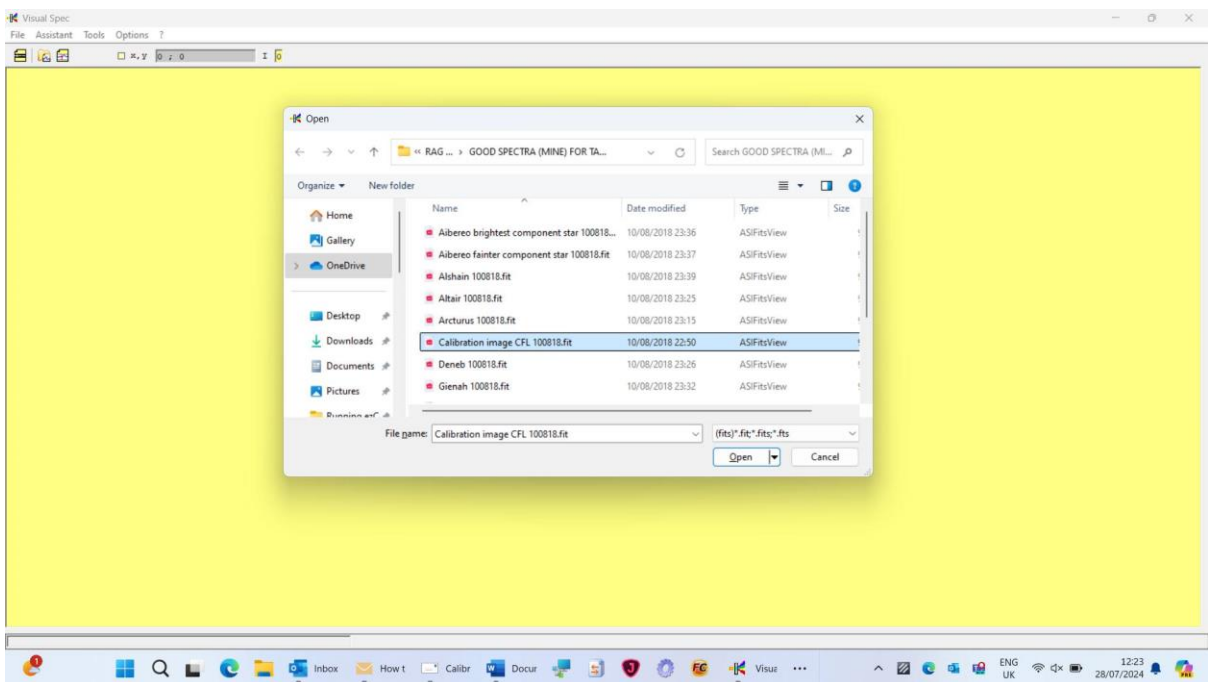 Visual Spec
File Assistant Tools Options ?
x,y 0 ; 0 I 0
Open
« RAG ... › GOOD SPECTRA (MINE) FOR TA...
Search GOOD SPECTRA (MI...
Organize New folder
Name Date modified Type Size
Home
Gallery
OneDrive
Desktop
Downloads
Documents
Pictures
Aibereo brightest component star 100818... 10/08/2018 23:36 ASIFitsView
Aibereo fainter component star 100818.fit 10/08/2018 23:37 ASIFitsView
Alshain 100818.fit 10/08/2018 23:39 ASIFitsView
Altair 100818.fit 10/08/2018 23:25 ASIFitsView
Arcturus 100818.fit 10/08/2018 23:15 ASIFitsView
Calibration image CFL 100818.fit 10/08/2018 22:50 ASIFitsView
Deneb 100818.fit 10/08/2018 23:26 ASIFitsView
Gienah 100818.fit 10/08/2018 23:32 ASIFitsView
File name: Calibration image CFL 100818.fit (fits)*.fit;*.fits;*.fts
Open Cancel
Inbox How t Calibr Docur Visua ... ENG 12:23
UK 28/07/2024